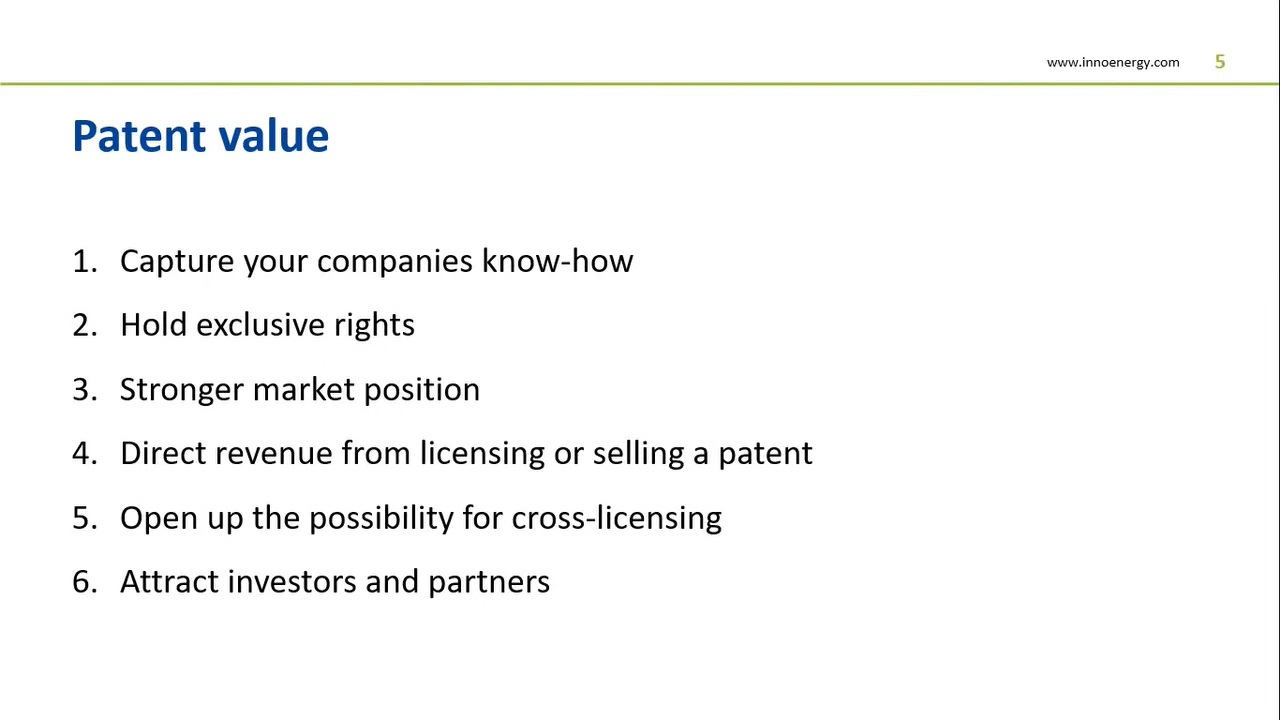 www.innoenergy.com 5
Patent value
1. Capture your companies know-how
2. Hold exclusive rights
3. Stronger market position
4. Direct revenue from licensing or selling a patent
5. Open up the possibility for cross-licensing
6. Attract investors and partners